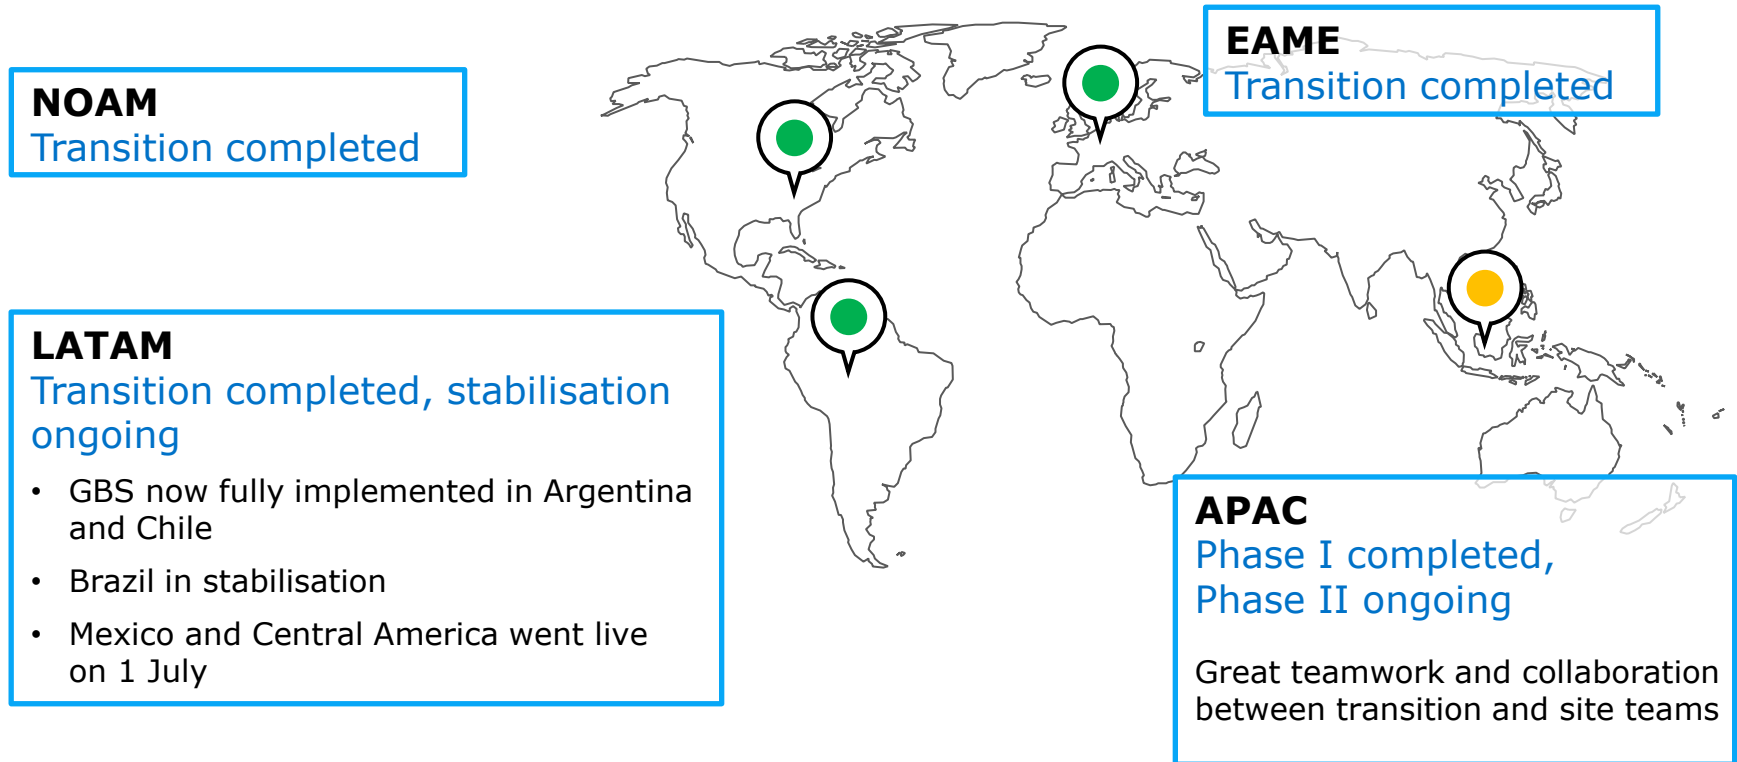 NOAM
Transition completed
EAME
Transition completed
LATAM
Transition completed, stabilisation
ongoing
• GBS now fully implemented in Argentina
and Chile
• Brazil in stabilisation
• Mexico and Central America went live
on 1 July
APAC
Phase I completed,
Phase II ongoing
Great teamwork and collaboration
between transition and site teams